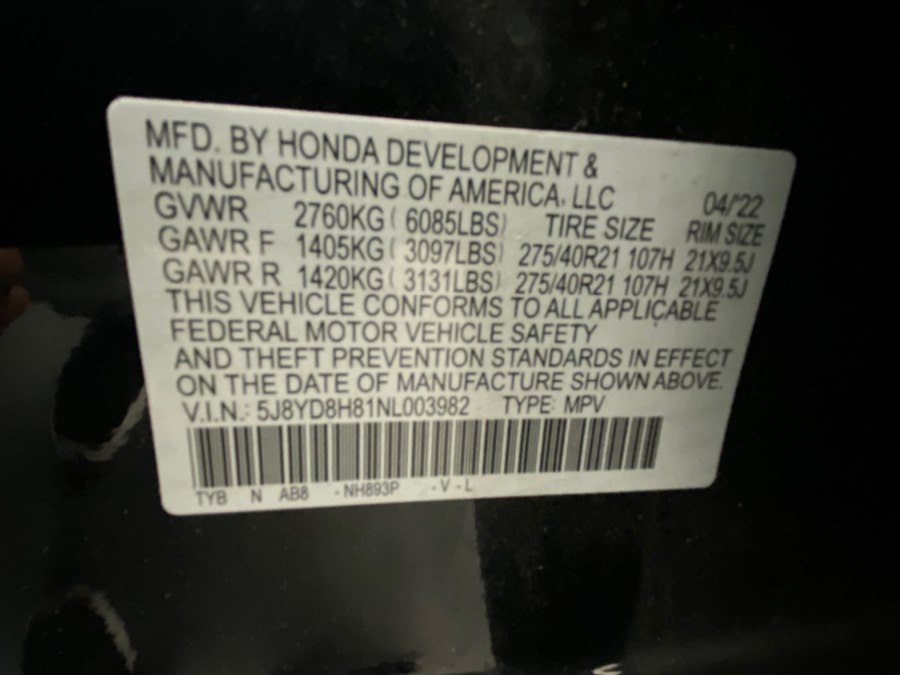 MFD. BY HONDA DEVELOPMENT &
MANUFACTURING OF AMERICA, LLC 04/'22
GVWR 2760KG ( 6085LBS) TIRE SIZE RIM SIZE
GAWR F 1405KG ( 3097LBS) 275/40R21 107H 21X9.5J
GAWR R 1420KG ( 3131LBS) 275/40R21 107H 21X9.5J
THIS VEHICLE CONFORMS TO ALL APPLICABLE
FEDERAL MOTOR VEHICLE SAFETY
AND THEFT PREVENTION STANDARDS IN EFFECT
ON THE DATE OF MANUFACTURE SHOWN ABOVE.
V.I.N.: 5J8YD8H81NL003982 TYPE: MPV
TYB N AB8 - NH893P - V - L